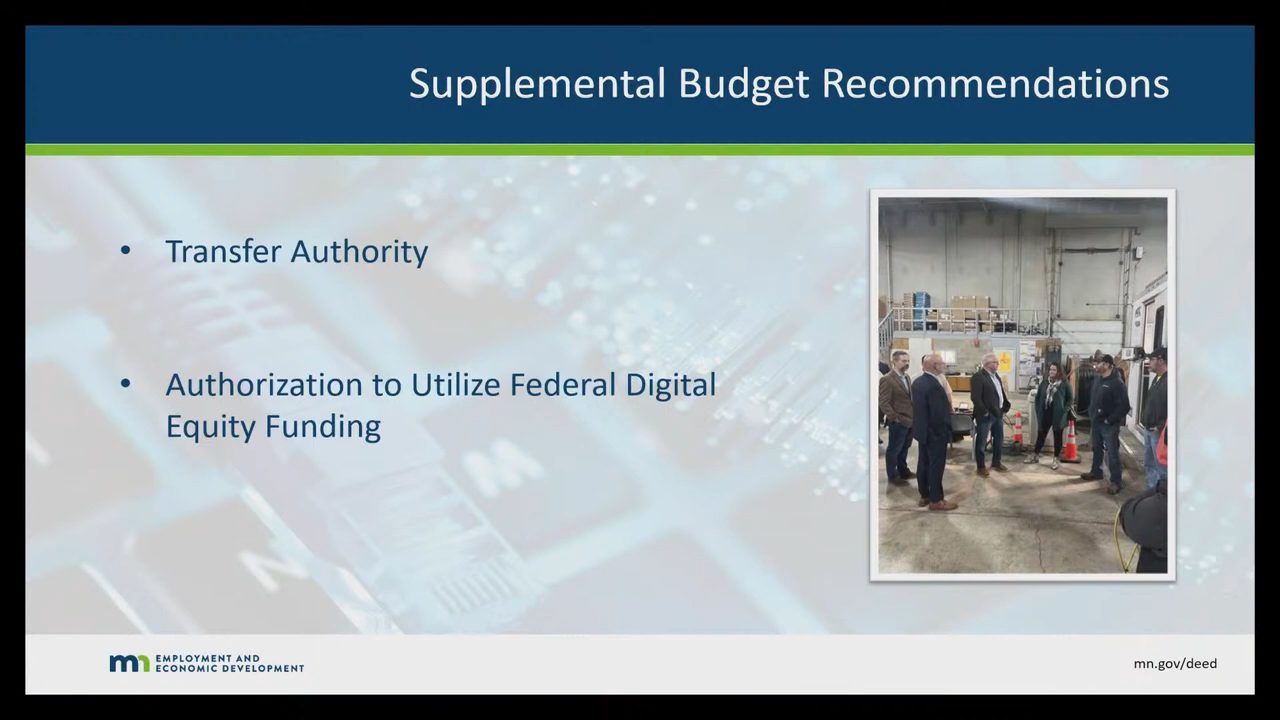 Supplemental Budget Recommendations
• Transfer Authority
• Authorization to Utilize Federal Digital
Equity Funding
M
N
mn EMPLOYMENT AND
ECONOMIC DEVELOPMENT
mn.gov/deed